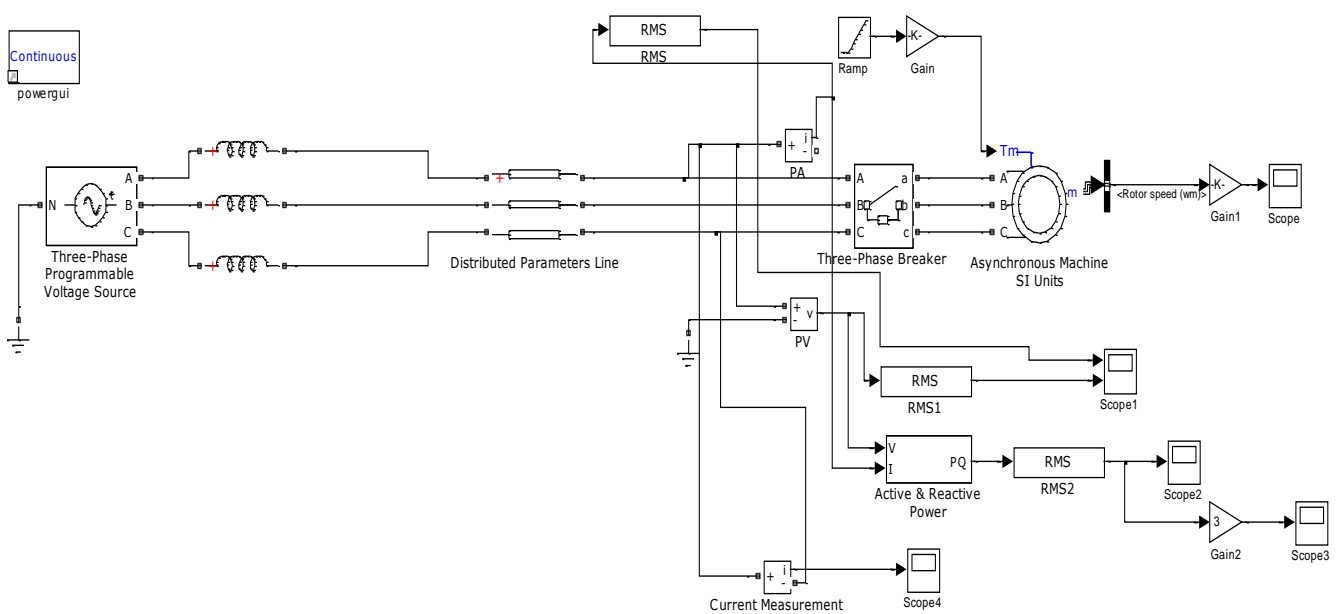 Continuous
powergui
RMS
RMS
Ramp
-K-
Gain
N
A
B
C
Three-Phase
Programmable
Voltage Source
+
+
+
+
Distributed Parameters Line
+
i
-
PA
A
B
C
a
b
c
Three-Phase Breaker
Tm
A
B
C
m
Asynchronous Machine
SI Units
<Rotor speed (wm)>
-K-
Gain1
Scope
+
-
v
PV
RMS
RMS1
Scope1
V
I
PQ
Active & Reactive
Power
RMS
RMS2
Scope2
3
Gain2
Scope3
+
i
-
Current Measurement
Scope4